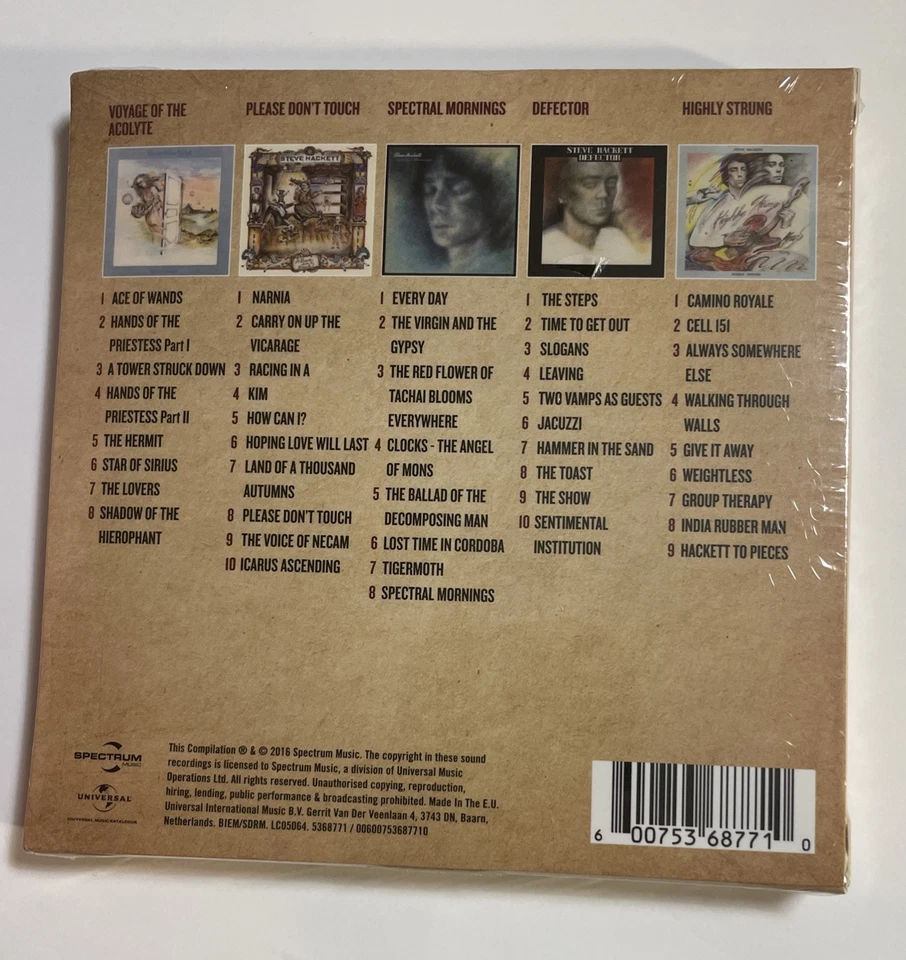 VOYAGE OF THE
ACOLYTE
1 ACE OF WANDS
2 HANDS OF THE
PRIESTESS Part I
3 A TOWER STRUCK DOWN
4 HANDS OF THE
PRIESTESS Part II
5 THE HERMIT
6 STAR OF SIRIUS
7 THE LOVERS
8 SHADOW OF THE
HIEROPHANT
PLEASE DON'T TOUCH
STEVE HACKETT
1 NARNIA
2 CARRY ON UP THE
VICARAGE
3 RACING IN A
4 KIM
5 HOW CAN I?
6 HOPING LOVE WILL LAST
7 LAND OF A THOUSAND
AUTUMNS
8 PLEASE DON'T TOUCH
9 THE VOICE OF NECAM
10 ICARUS ASCENDING
SPECTRAL MORNINGS
Steve Hackett
1 EVERY DAY
2 THE VIRGIN AND THE
GYPSY
3 THE RED FLOWER OF
TACHAI BLOOMS
EVERYWHERE
4 CLOCKS - THE ANGEL
OF MONS
5 THE BALLAD OF THE
DECOMPOSING MAN
6 LOST TIME IN CORDOBA
7 TIGERMOTH
8 SPECTRAL MORNINGS
DEFECTOR
STEVE HACKETT
DEFECTOR
1 THE STEPS
2 TIME TO GET OUT
3 SLOGANS
4 LEAVING
5 TWO VAMPS AS GUESTS
6 JACUZZI
7 HAMMER IN THE SAND
8 THE TOAST
9 THE SHOW
10 SENTIMENTAL
INSTITUTION
HIGHLY STRUNG
STEVE HACKETT
Highly Strung
1 CAMINO ROYALE
2 CELL 151
3 ALWAYS SOMEWHERE
ELSE
4 WALKING THROUGH
WALLS
5 GIVE IT AWAY
6 WEIGHTLESS
7 GROUP THERAPY
8 INDIA RUBBER MAN
9 HACKETT TO PIECES
SPECTRUM
MUSIC
UNIVERSAL
UNIVERSAL MUSIC CATALOGUE
This Compilation ® & © 2016 Spectrum Music. The copyright in these sound
recordings is licensed to Spectrum Music, a division of Universal Music
Operations Ltd. All rights reserved. Unauthorised copying, reproduction,
hiring, lending, public performance & broadcasting prohibited. Made In The E.U.
Universal International Music B.V. Gerrit Van Der Veenlaan 4, 3743 DN, Baarn,
Netherlands. BIEM/SDRM. LC05064. 5368771 / 00600753687710
6 00753 68771 0